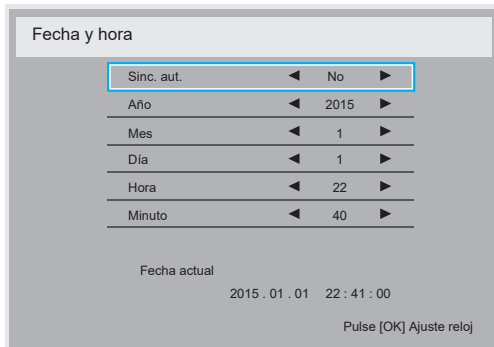 Fecha y hora
Sinc. aut. ◄ No ►
Año ◄ 2015 ►
Mes ◄ 1 ►
Día ◄ 1 ►
Hora ◄ 22 ►
Minuto ◄ 40 ►
Fecha actual
2015 . 01 . 01 22 : 41 : 00
Pulse [OK] Ajuste reloj